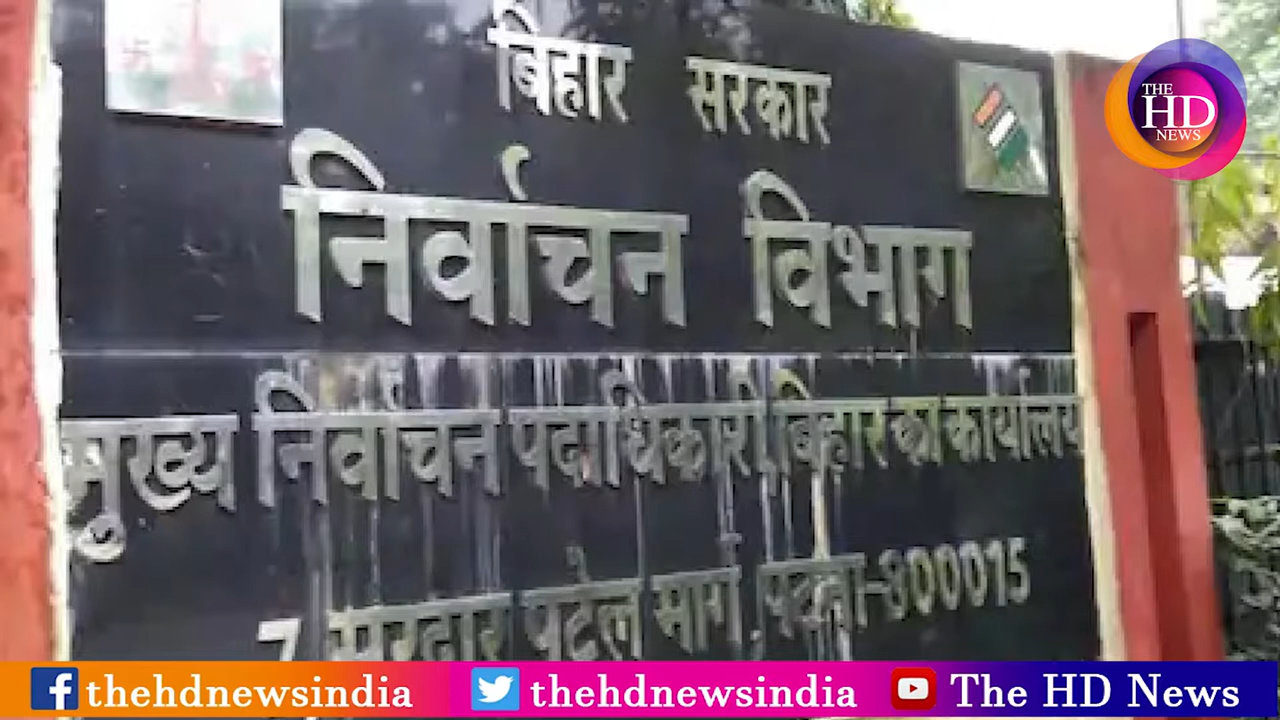 बिहार सरकार
THE
HD
NEWS
निर्वाचन विभाग
मुख्य निर्वाचन पदाधिकारी, बिहार का कार्यालय
7, सरदार पटेल मार्ग, पटना-800015
thehdnewsindia thehdnewsindia The HD News